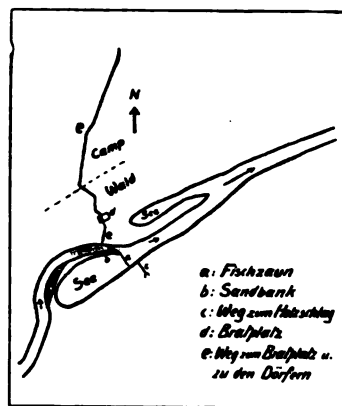 N
e
Camp
Wald
d
e
See
b
a
c
See
a: Fischzaun
b: Sandbank
c: Weg zum Holzschlag
d: Bratplatz
e: Weg zum Bratplatz u.
zu den Dörfern